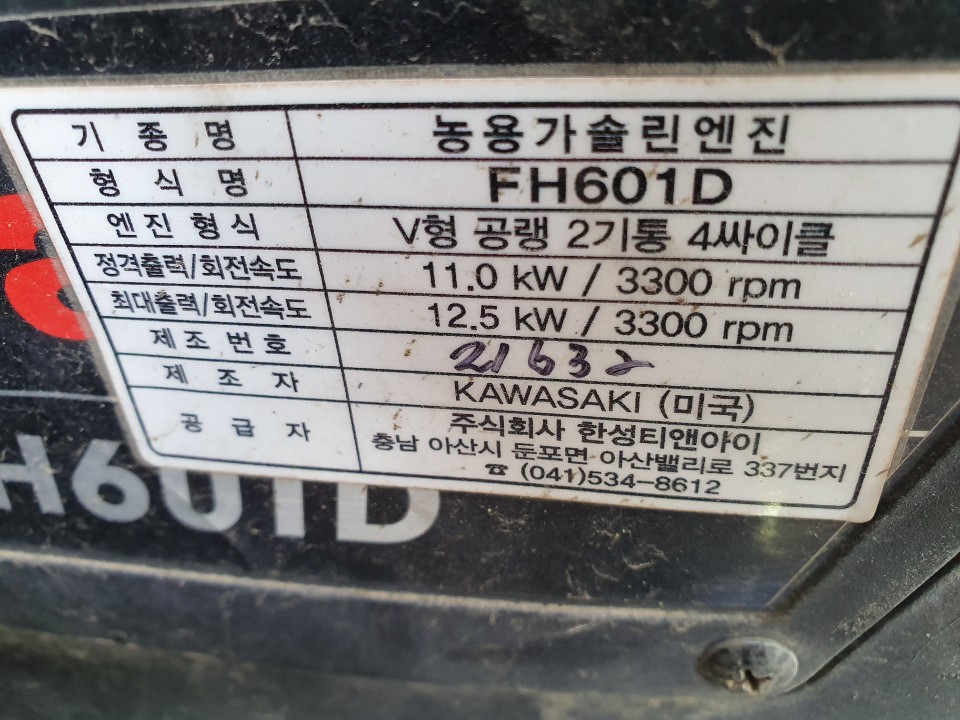 기종명 농용가솔린엔진
형식명 FH601D
엔진형식 V형 공랭 2기통 4싸이클
정격출력/회전속도 11.0 kW / 3300 rpm
최대출력/회전속도 12.5 kW / 3300 rpm
제조번호 21632
제조자 KAWASAKI (미국)
공급자 주식회사 한성티앤아이
충남 아산시 둔포면 아산밸리로 337번지
☎ (041)534-8612
H601D